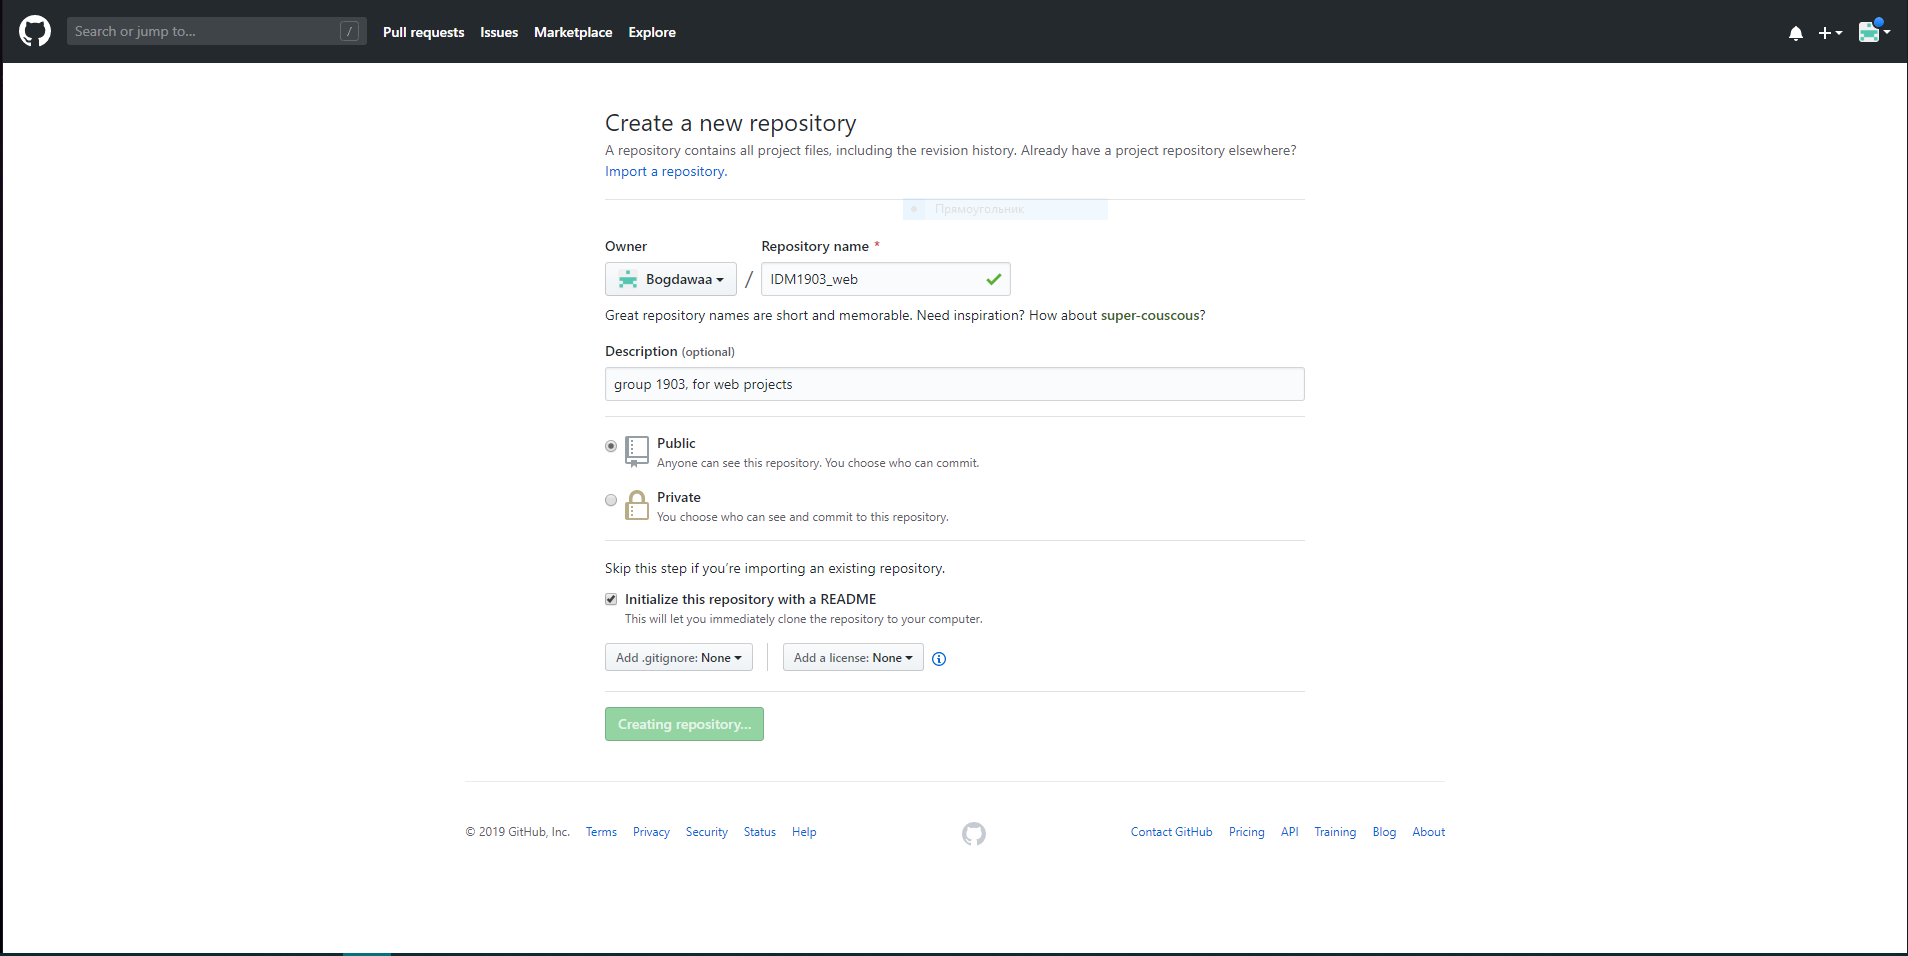 Search or jump to... /
Pull requests Issues Marketplace Explore
Create a new repository
A repository contains all project files, including the revision history. Already have a project repository elsewhere?
Import a repository.
Прямоугольник
Owner Repository name *
Bogdawaa / IDM1903_web
Great repository names are short and memorable. Need inspiration? How about super-couscous?
Description (optional)
group 1903, for web projects
Public
Anyone can see this repository. You choose who can commit.
Private
You choose who can see and commit to this repository.
Skip this step if you’re importing an existing repository.
Initialize this repository with a README
This will let you immediately clone the repository to your computer.
Add .gitignore: None Add a license: None
Creating repository...
© 2019 GitHub, Inc. Terms Privacy Security Status Help Contact GitHub Pricing API Training Blog About